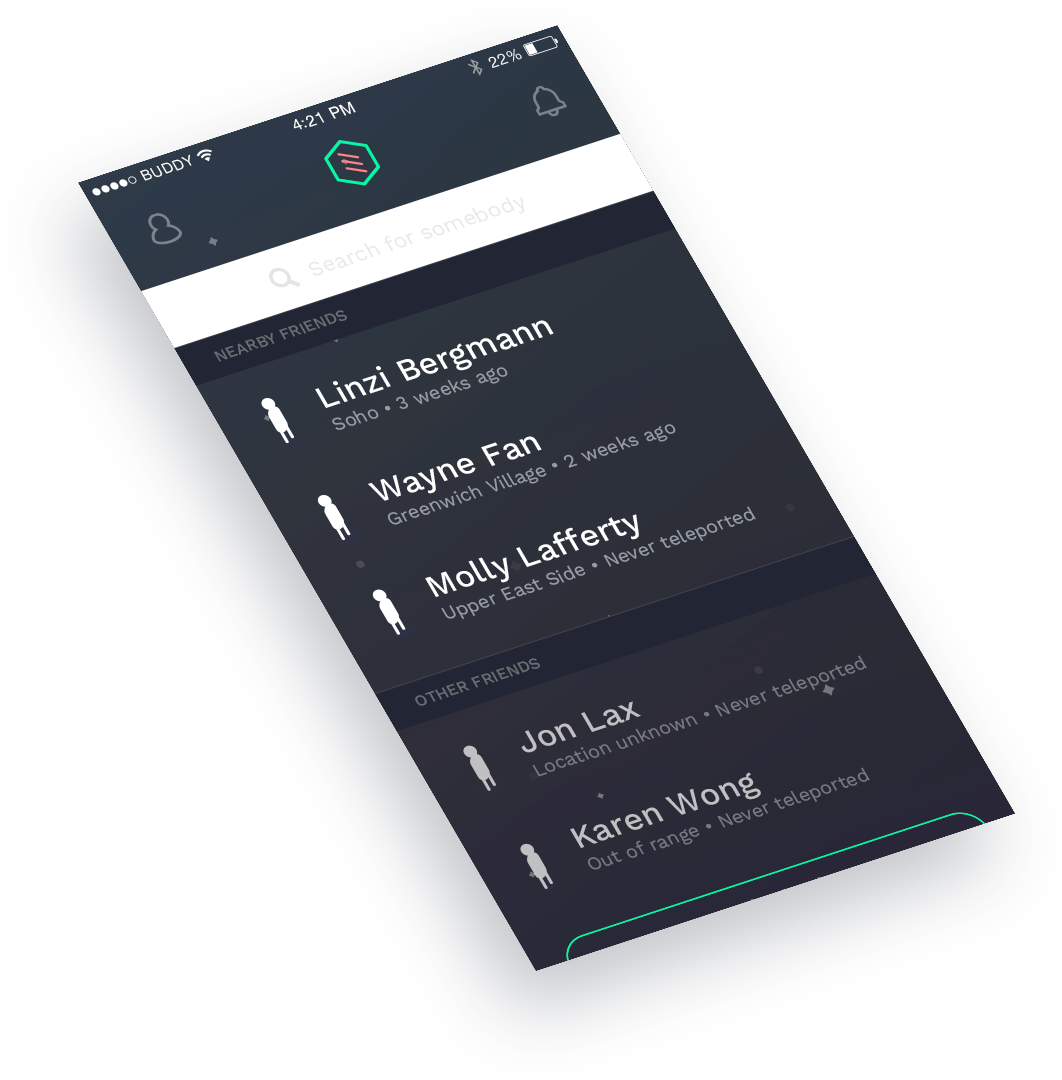 ●●●●○ BUDDY 4:21 PM 22%
Search for somebody
NEARBY FRIENDS
Linzi Bergmann
Soho • 3 weeks ago
Wayne Fan
Greenwich Village • 2 weeks ago
Molly Lafferty
Upper East Side • Never teleported
OTHER FRIENDS
Jon Lax
Location unknown • Never teleported
Karen Wong
Out of range • Never teleported